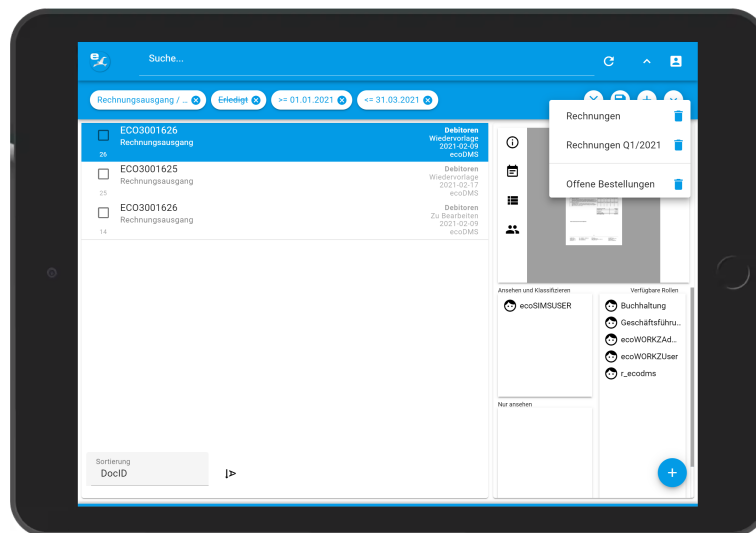 Suche...
Rechnungsausgang / ...
Erledigt
>= 01.01.2021
<= 31.03.2021
Rechnungen
Rechnungen Q1/2021
Offene Bestellungen
ECO3001626
Rechnungsausgang
26
Debitoren
Wiedervorlage
2021-02-09
ecoDMS
ECO3001625
Rechnungsausgang
25
Debitoren
Wiedervorlage
2021-02-17
ecoDMS
ECO3001626
Rechnungsausgang
14
Debitoren
Zu Bearbeiten
2021-02-09
ecoDMS
Ansehen und Klassifizieren
Verfügbare Rollen
ecoSIMSUSER
Buchhaltung
Geschäftsführu...
ecoWORKZAd...
ecoWORKZUser
r_ecodms
Nur ansehen
Sortierung
DocID